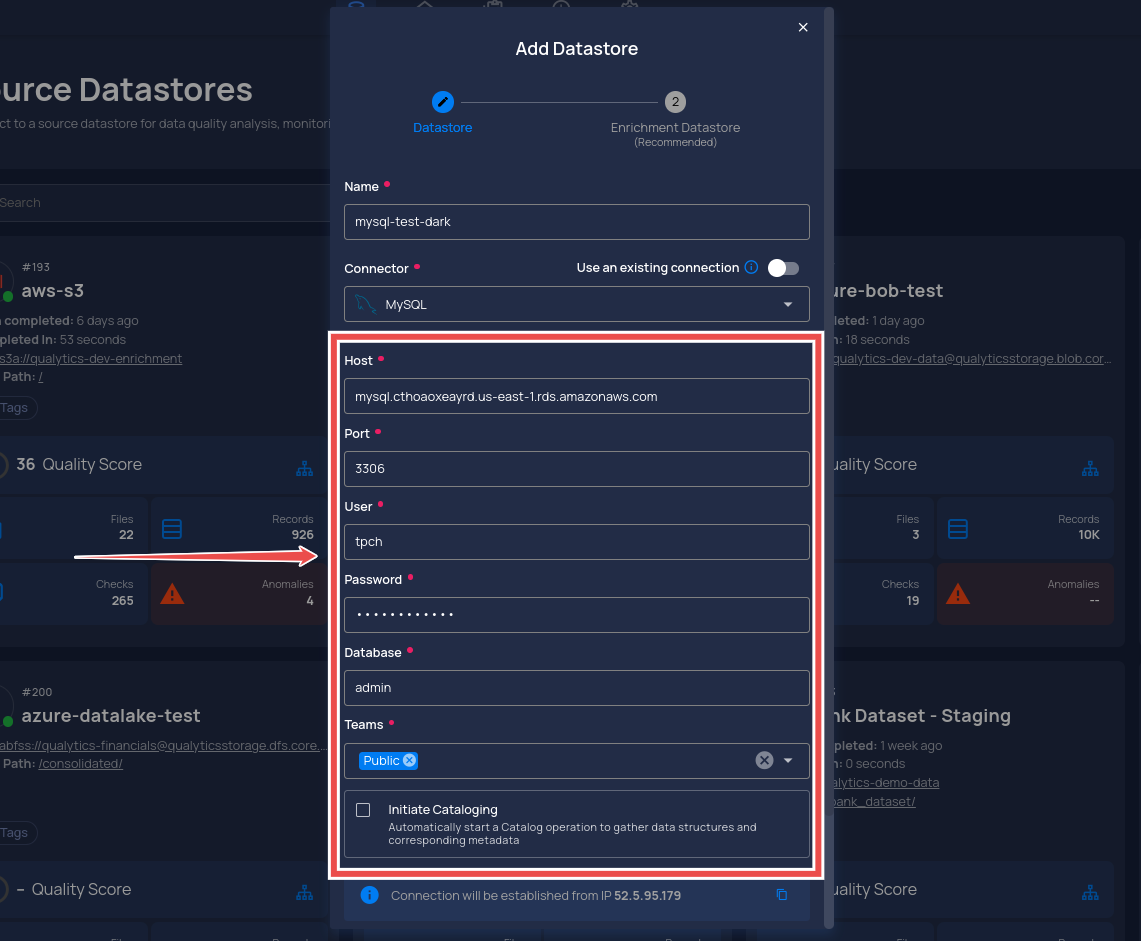 Add Datastore
2
Datastore
Enrichment Datastore
(Recommended)
Name
mysql-test-dark
Connector
Use an existing connection
MySQL
Host
mysql.cthoaoxeayrd.us-east-1.rds.amazonaws.com
Port
3306
User
tpch
Password
Database
admin
Teams
Public
Initiate Cataloging
Automatically start a Catalog operation to gather data structures and
corresponding metadata
Connection will be established from IP 52.5.95.179
urce Datastores
ct to a source datastore for data quality analysis, monitori
Search
#193
aws-s3
completed: 6 days ago
pleted In: 53 seconds
s3a://qualytics-dev-enrichment
Path: /
Tags
36 Quality Score
Files
22
Records
926
Checks
265
Anomalies
4
#200
azure-datalake-test
abfss://qualytics-financials@qualyticsstorage.dfs.core....
Path: /consolidated/
Tags
– Quality Score
ure-bob-test
leted: 1 day ago
n: 18 seconds
qualytics-dev-data@qualyticsstorage.blob.cor...
uality Score
Files
3
Records
10K
Checks
19
Anomalies
--
nk Dataset - Staging
pleted: 1 week ago
n: 0 seconds
alytics-demo-data
bank_dataset/
uality Score